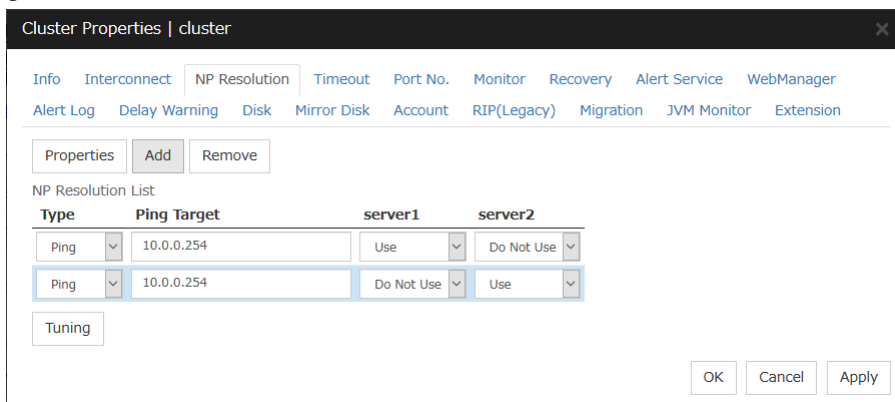 Cluster Properties | cluster
Info Interconnect NP Resolution Timeout Port No. Monitor Recovery Alert Service WebManager
Alert Log Delay Warning Disk Mirror Disk Account RIP(Legacy) Migration JVM Monitor Extension
Properties Add Remove
NP Resolution List
Type Ping Target server1 server2
Ping 10.0.0.254 Use Do Not Use
Ping 10.0.0.254 Do Not Use Use
Tuning
OK Cancel Apply